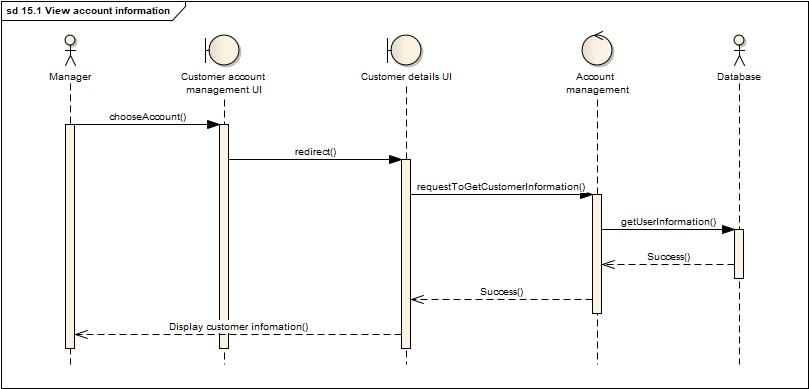 sd 15.1 View account information
Manager
Customer account
management UI
Customer details UI
Account
management
Database
chooseAccount()
redirect()
requestToGetCustomerInformation()
getUserInformation()
Success()
Success()
Display customer infomation()